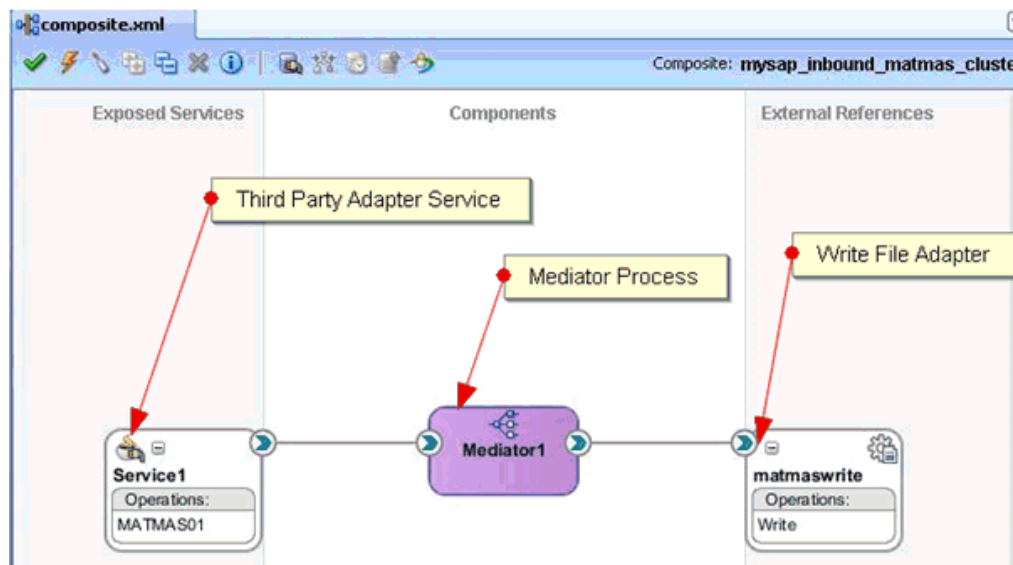 composite.xml
Composite: mysap_inbound_matmas_cluste
Exposed Services
Components
External References
Third Party Adapter Service
Write File Adapter
Mediator Process
Mediator1
Service1
Operations:
MATMAS01
matmaswrite
Operations:
Write